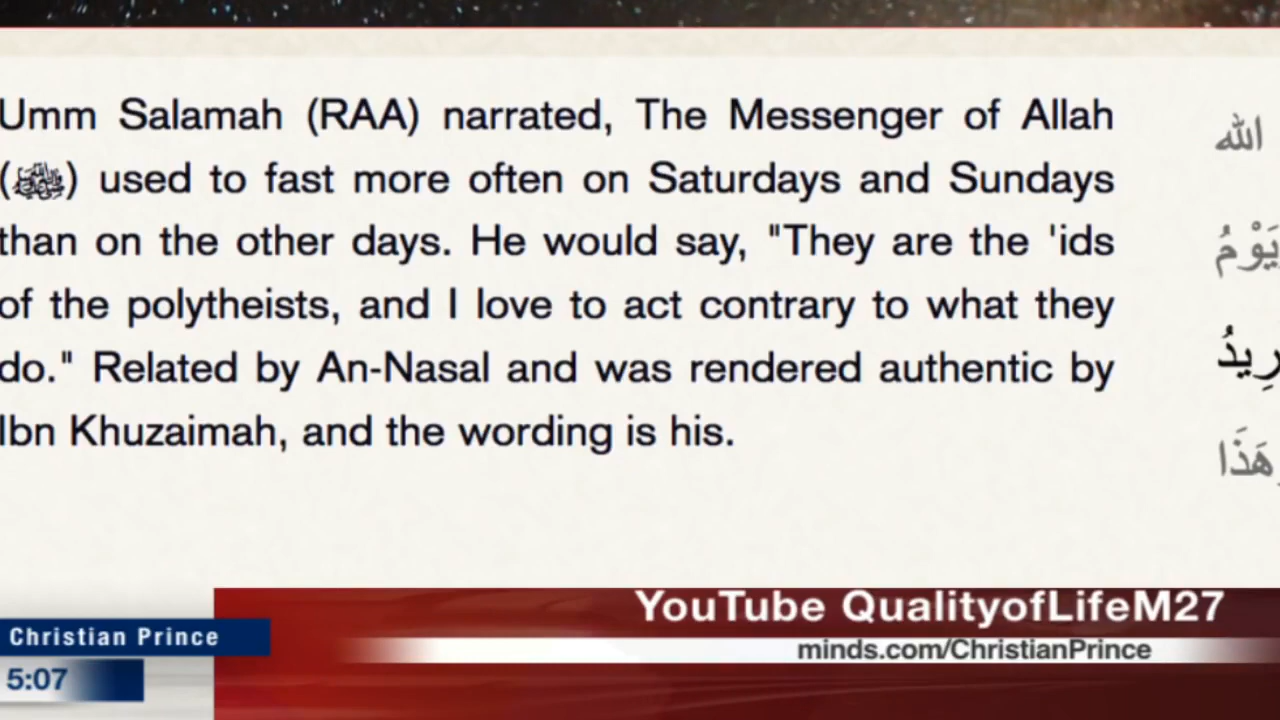 Umm Salamah (RAA) narrated, The Messenger of Allah
(ﷺ) used to fast more often on Saturdays and Sundays
than on the other days. He would say, "They are the 'ids
of the polytheists, and I love to act contrary to what they
do." Related by An-Nasal and was rendered authentic by
Ibn Khuzaimah, and the wording is his.
الله
يَوْمُ
هَذَا
YouTube QualityofLifeM27
minds.com/ChristianPrince
Christian Prince
5:07